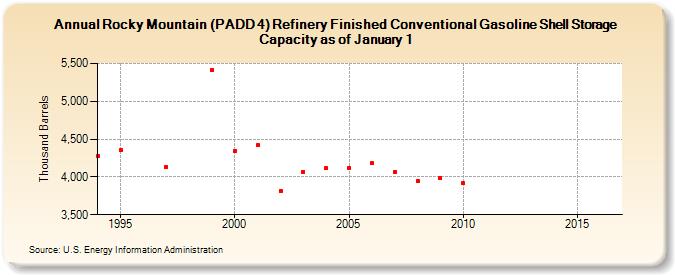 Annual Rocky Mountain (PADD 4) Refinery Finished Conventional Gasoline Shell Storage
Capacity as of January 1
Thousand Barrels
5,500
5,000
4,500
4,000
3,500
1995
2000
2005
2010
2015
Source: U.S. Energy Information Administration